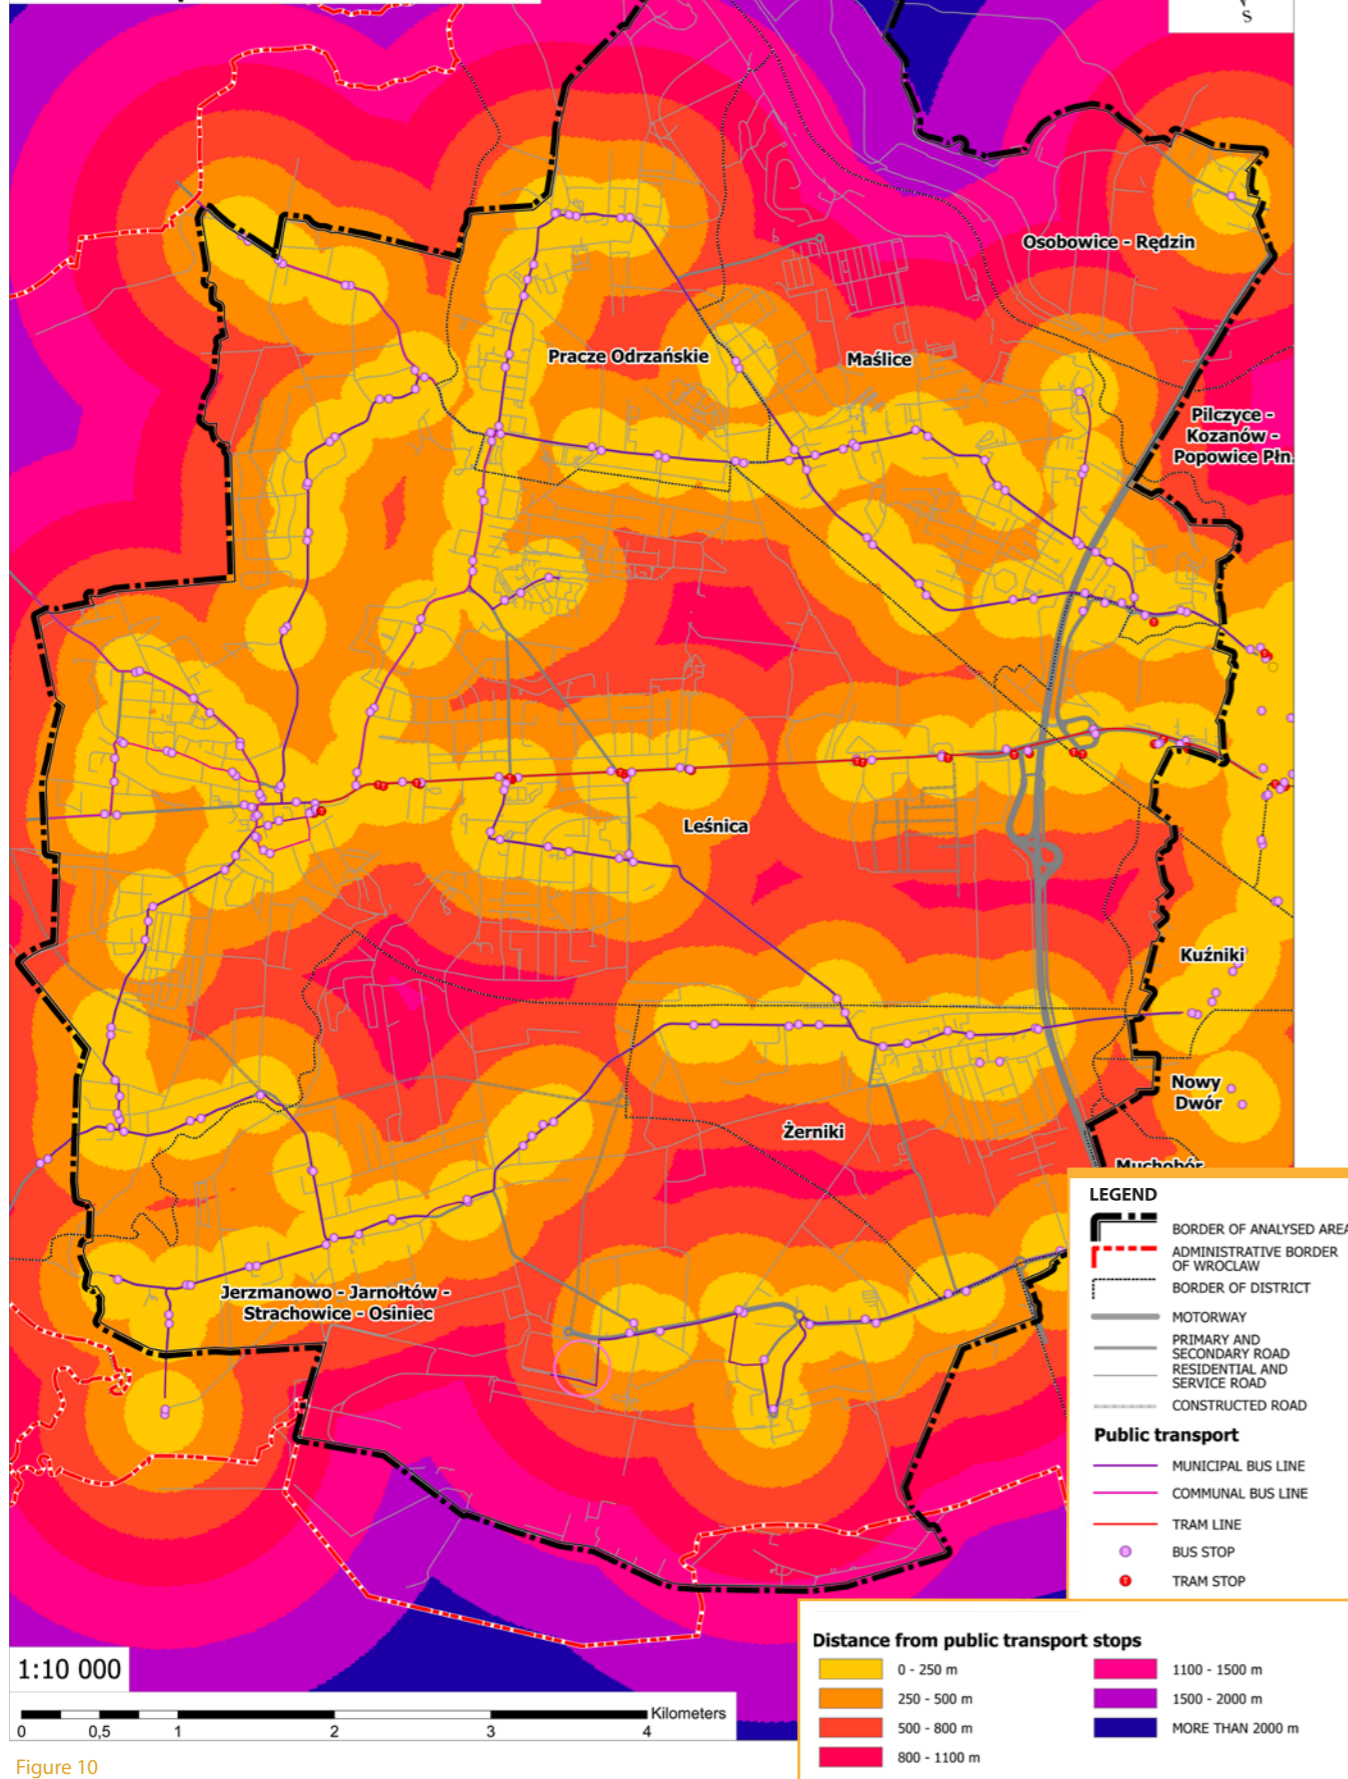 S
Osobowice - Rędzin
Pracze Odrzańskie
Maślice
Pilczyce -
Kozanów -
Popowice Płn.
Leśnica
Kuźniki
Nowy
Dwór
Żerniki
Muchobór
Jerzmanowo - Jarnołtów -
Strachowice - Osiniec
LEGEND
BORDER OF ANALYSED AREA
ADMINISTRATIVE BORDER
OF WROCLAW
BORDER OF DISTRICT
MOTORWAY
PRIMARY AND
SECONDARY ROAD
RESIDENTIAL AND
SERVICE ROAD
CONSTRUCTED ROAD
Public transport
MUNICIPAL BUS LINE
COMMUNAL BUS LINE
TRAM LINE
BUS STOP
TRAM STOP
Distance from public transport stops
0 - 250 m
250 - 500 m
500 - 800 m
800 - 1100 m
1100 - 1500 m
1500 - 2000 m
MORE THAN 2000 m
1:10 000
Kilometers
0 0,5 1 2 3 4
Figure 10